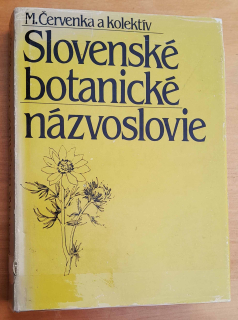 M. Červenka a kolektív
Slovenské
botanické
názvoslovie